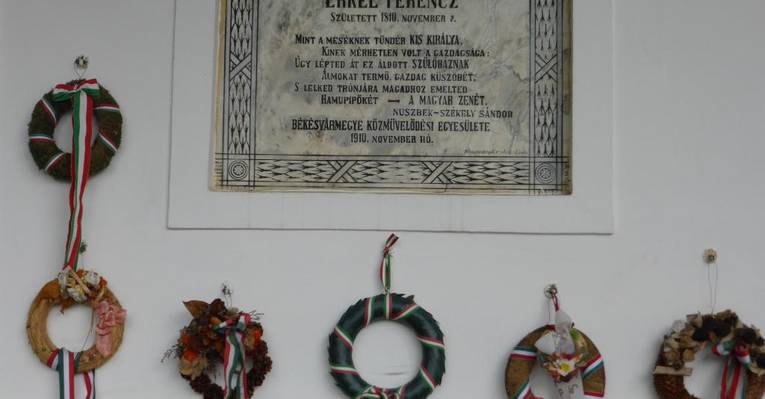 ERKEL FERENCZ
SZÜLETETT 1810. NOVEMBER 7.
MINT A MESÉKNEK TÜNDÉR KIS KIRÁLYA,
KINEK MÉRHETLEN VOLT A GAZDAGSÁGA:
ÚGY LÉPTED ÁT EZ ÁLDOTT SZÜLŐHÁZNAK
ÁLMOKAT TERMŐ, GAZDAG KÜSZÖBÉT.
S LELKED TRÓNJÁRA MAGADHOZ EMELTED
HAMUPIPŐKÉT — A MAGYAR ZENÉT.
NUSZBEK-SZÉKELY SÁNDOR
BÉKÉSVÁRMEGYE KÖZMŰVELŐDÉSI EGYESÜLETE
1910. NOVEMBER HÓ.